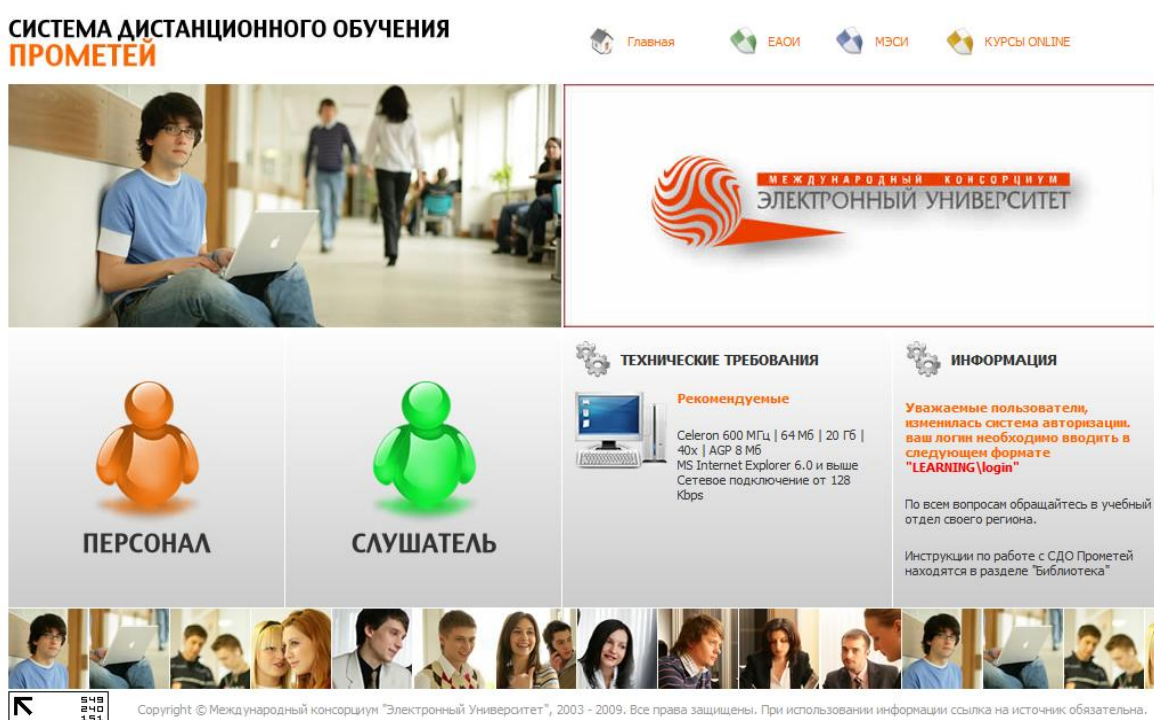 СИСТЕМА ДИСТАНЦИОННОГО ОБУЧЕНИЯ
ПРОМЕТЕЙ
Главная
ЕАОИ
МЭСИ
КУРСЫ ONLINE
МЕЖДУНАРОДНЫЙ КОНСОРЦИУМ
ЭЛЕКТРОННЫЙ УНИВЕРСИТЕТ
ПЕРСОНАЛ
СЛУШАТЕЛЬ
ТЕХНИЧЕСКИЕ ТРЕБОВАНИЯ
Рекомендуемые
Celeron 600 МГц | 64 Мб | 20 Гб |
40x | AGP 8 Мб
MS Internet Explorer 6.0 и выше
Сетевое подключение от 128
Kbps
ИНФОРМАЦИЯ
Уважаемые пользователи,
изменилась система авторизации.
ваш логин необходимо вводить в
следующем формате
"LEARNING\login"
По всем вопросам обращайтесь в учебный
отдел своего региона.
Инструкции по работе с СДО Прометей
находятся в разделе "Библиотека"
549
240
151
Copyright © Международный консорциум "Электронный Университет", 2003 - 2009. Все права защищены. При использовании информации ссылка на источник обязательна.